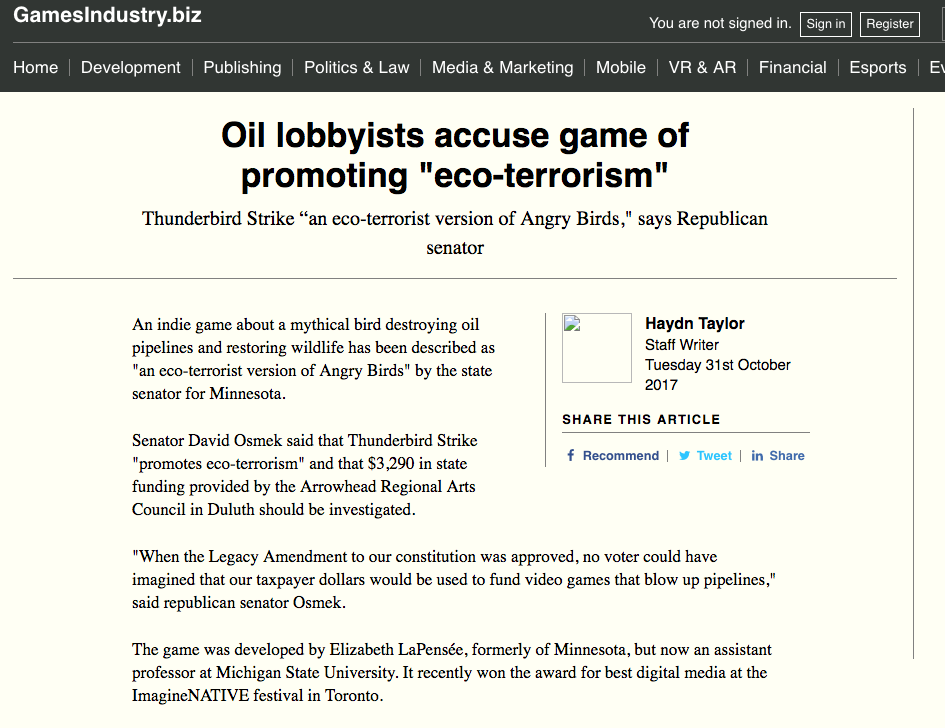 GamesIndustry.biz
You are not signed in. Sign in Register
Home Development Publishing Politics & Law Media & Marketing Mobile VR & AR Financial Esports Ev
Oil lobbyists accuse game of
promoting "eco-terrorism"
Thunderbird Strike “an eco-terrorist version of Angry Birds," says Republican
senator
An indie game about a mythical bird destroying oil
pipelines and restoring wildlife has been described as
"an eco-terrorist version of Angry Birds" by the state
senator for Minnesota.
Senator David Osmek said that Thunderbird Strike
"promotes eco-terrorism" and that $3,290 in state
funding provided by the Arrowhead Regional Arts
Council in Duluth should be investigated.
Haydn Taylor
Staff Writer
Tuesday 31st October
2017
SHARE THIS ARTICLE
Recommend Tweet Share
"When the Legacy Amendment to our constitution was approved, no voter could have
imagined that our taxpayer dollars would be used to fund video games that blow up pipelines,"
said republican senator Osmek.
The game was developed by Elizabeth LaPensée, formerly of Minnesota, but now an assistant
professor at Michigan State University. It recently won the award for best digital media at the
ImagineNATIVE festival in Toronto.